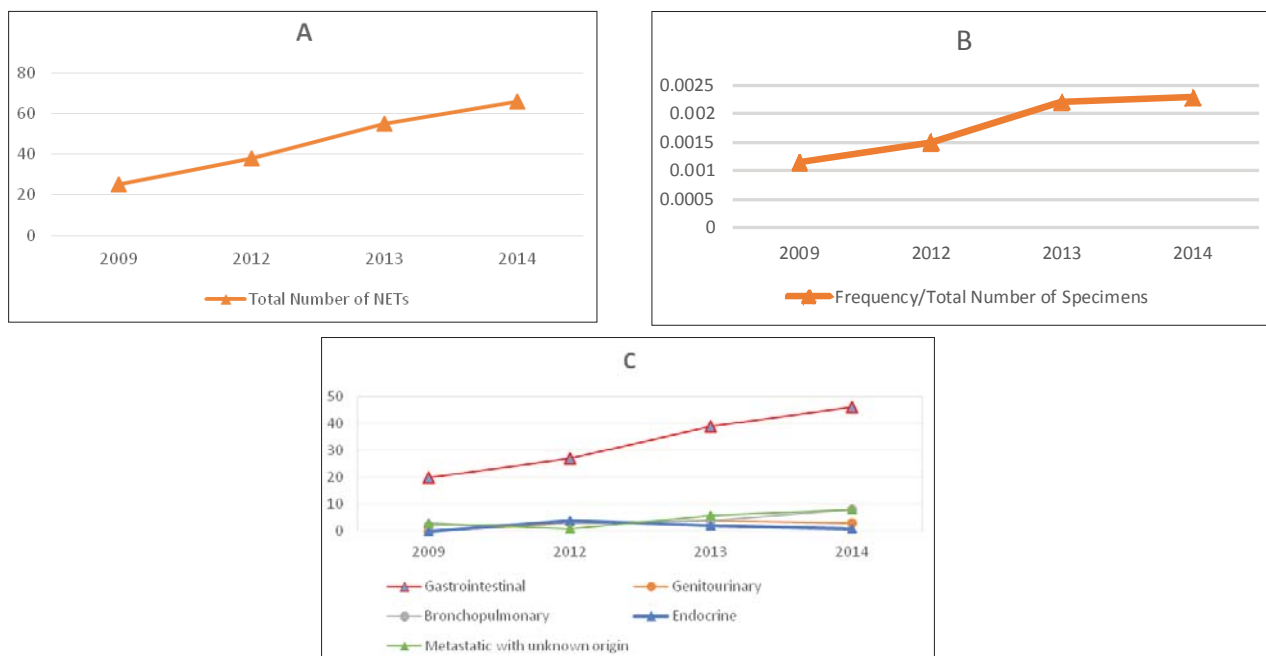 A
80
60
40
20
0
2009 2012 2013 2014
Total Number of NETs
B
0.0025
0.002
0.0015
0.001
0.0005
0
2009 2012 2013 2014
Frequency/Total Number of Specimens
C
50
40
30
20
10
0
2009 2012 2013 2014
Gastrointestinal Genitourinary
Bronchopulmonary Endocrine
Metastatic with unknown origin